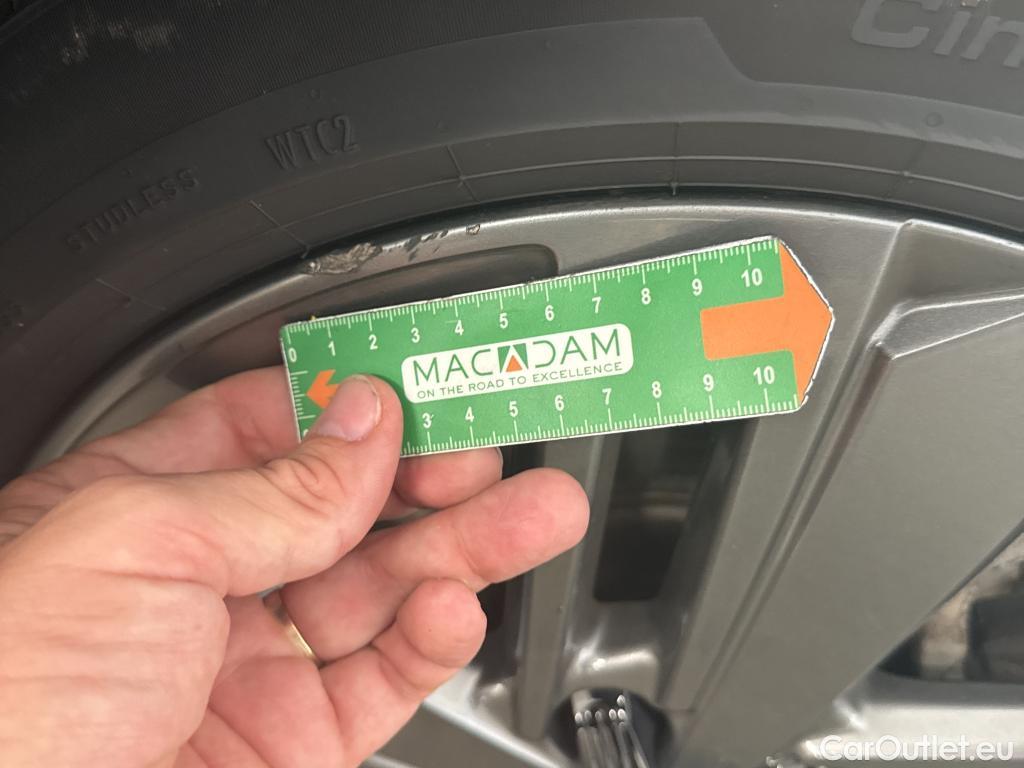 Cin
WTC2
STUDLESS
0 1 2 3 4 5 6 7 8 9 10
MACADAM
ON THE ROAD TO EXCELLENCE
3 4 5 6 7 8 9 10
CarOutlet.eu